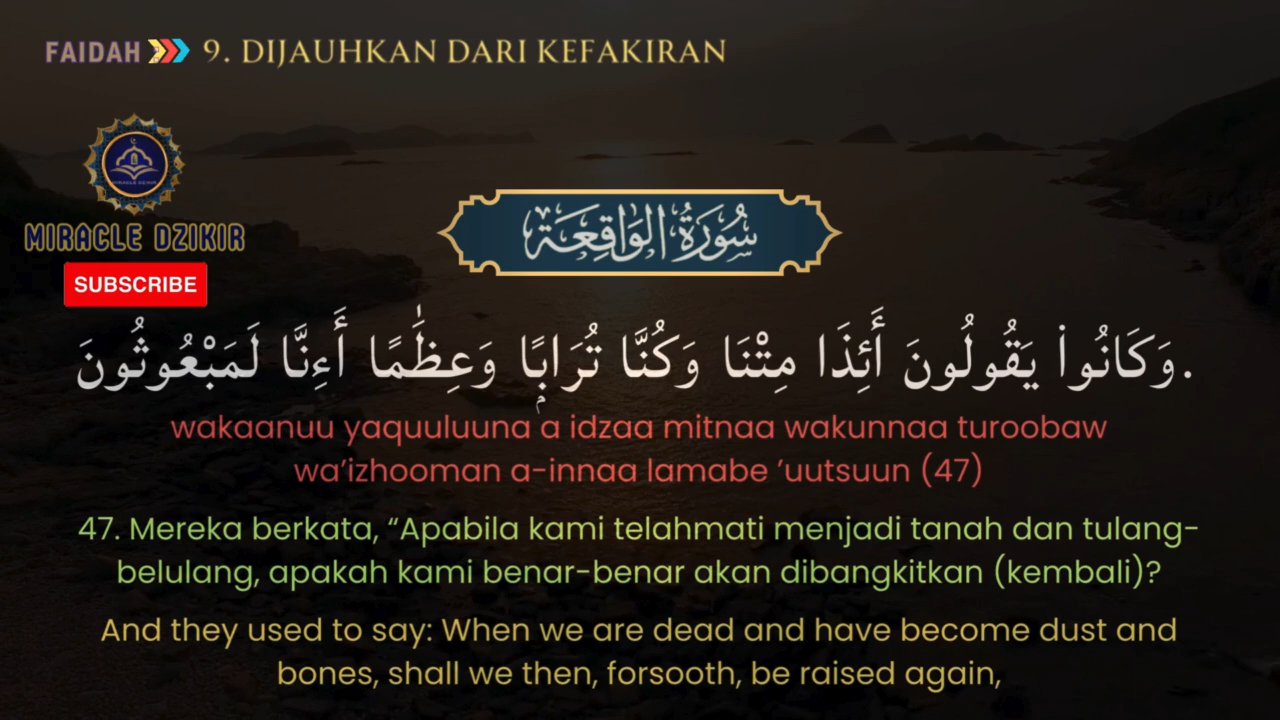 FAIDAH 9. DIJAUHKAN DARI KEFAKIRAN
MIRACLE DZIKIR
MIRACLE DZIKIR
SUBSCRIBE
سُورَةُ الوَاقِعَة
وَكَانُوا۟ يَقُولُونَ أَئِذَا مِتْنَا وَكُنَّا تُرَابًۭا وَعِظَٰمًا أَءِنَّا لَمَبْعُوثُونَ.
wakaanuu yaquuluuna a idzaa mitnaa wakunnaa turoobaw
wa’izhooman a-innaa lamabe ’uutsuun (47)
47. Mereka berkata, “Apabila kami telahmati menjadi tanah dan tulang-
belulang, apakah kami benar-benar akan dibangkitkan (kembali)?
And they used to say: When we are dead and have become dust and
bones, shall we then, forsooth, be raised again,